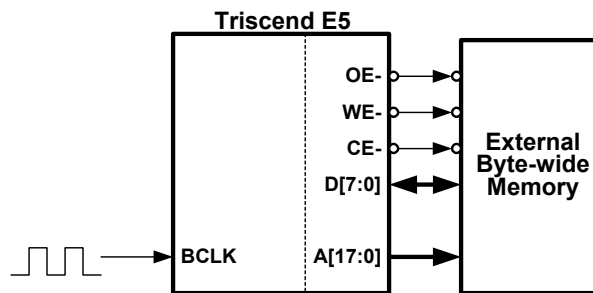 Triscend E5
OE-
WE-
CE-
D[7:0]
BCLK
A[17:0]
External
Byte-wide
Memory